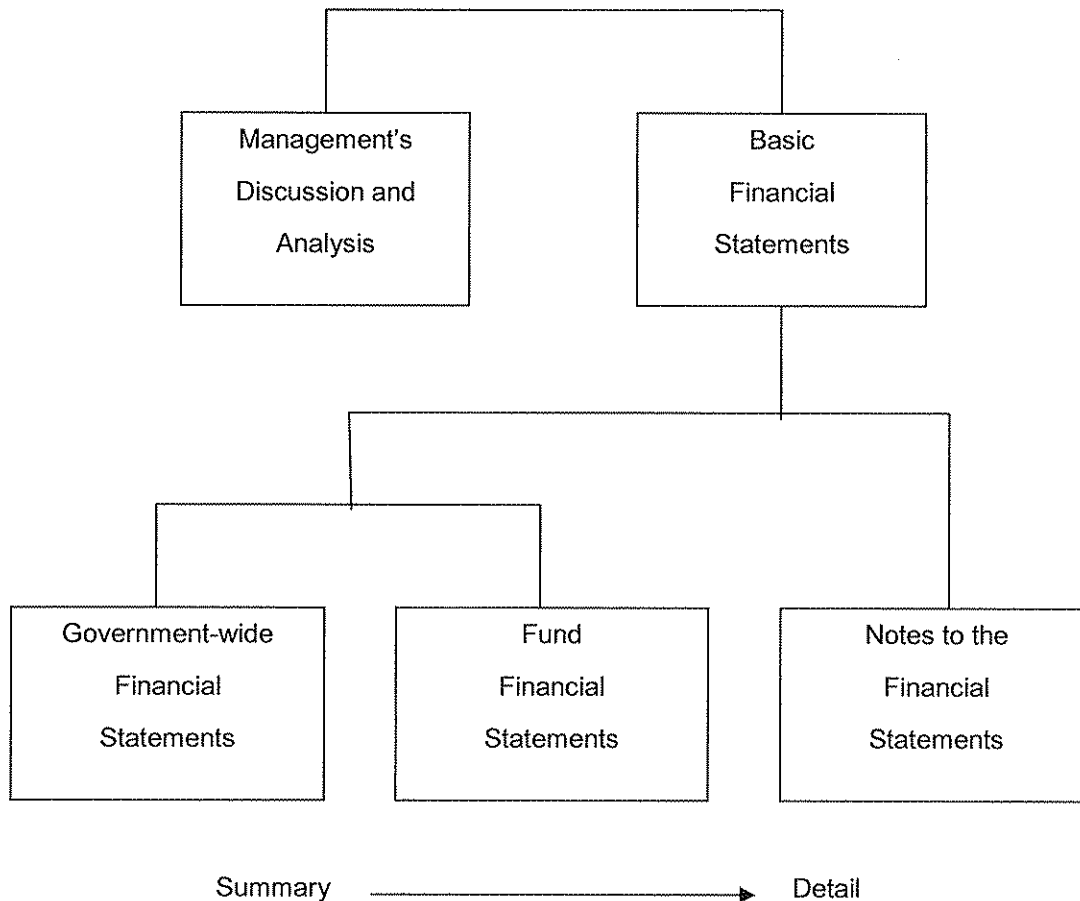 Management's
Discussion and
Analysis
Basic
Financial
Statements
Government-wide
Financial
Statements
Fund
Financial
Statements
Notes to the
Financial
Statements
Summary
Detail